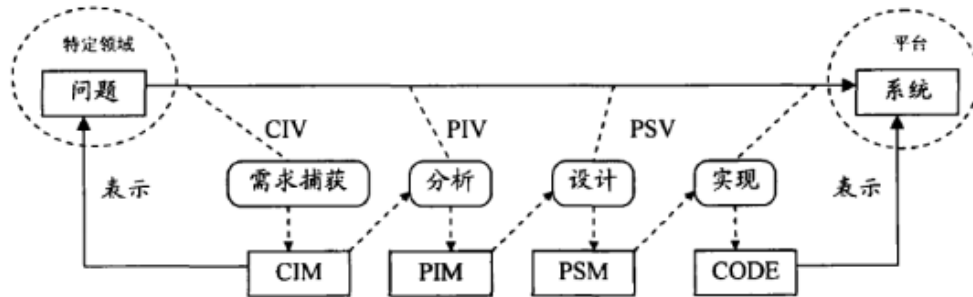 特定领域
平台
问题
系统
CIV
PIV
PSV
需求捕获
分析
设计
实现
表示
表示
CIM
PIM
PSM
CODE